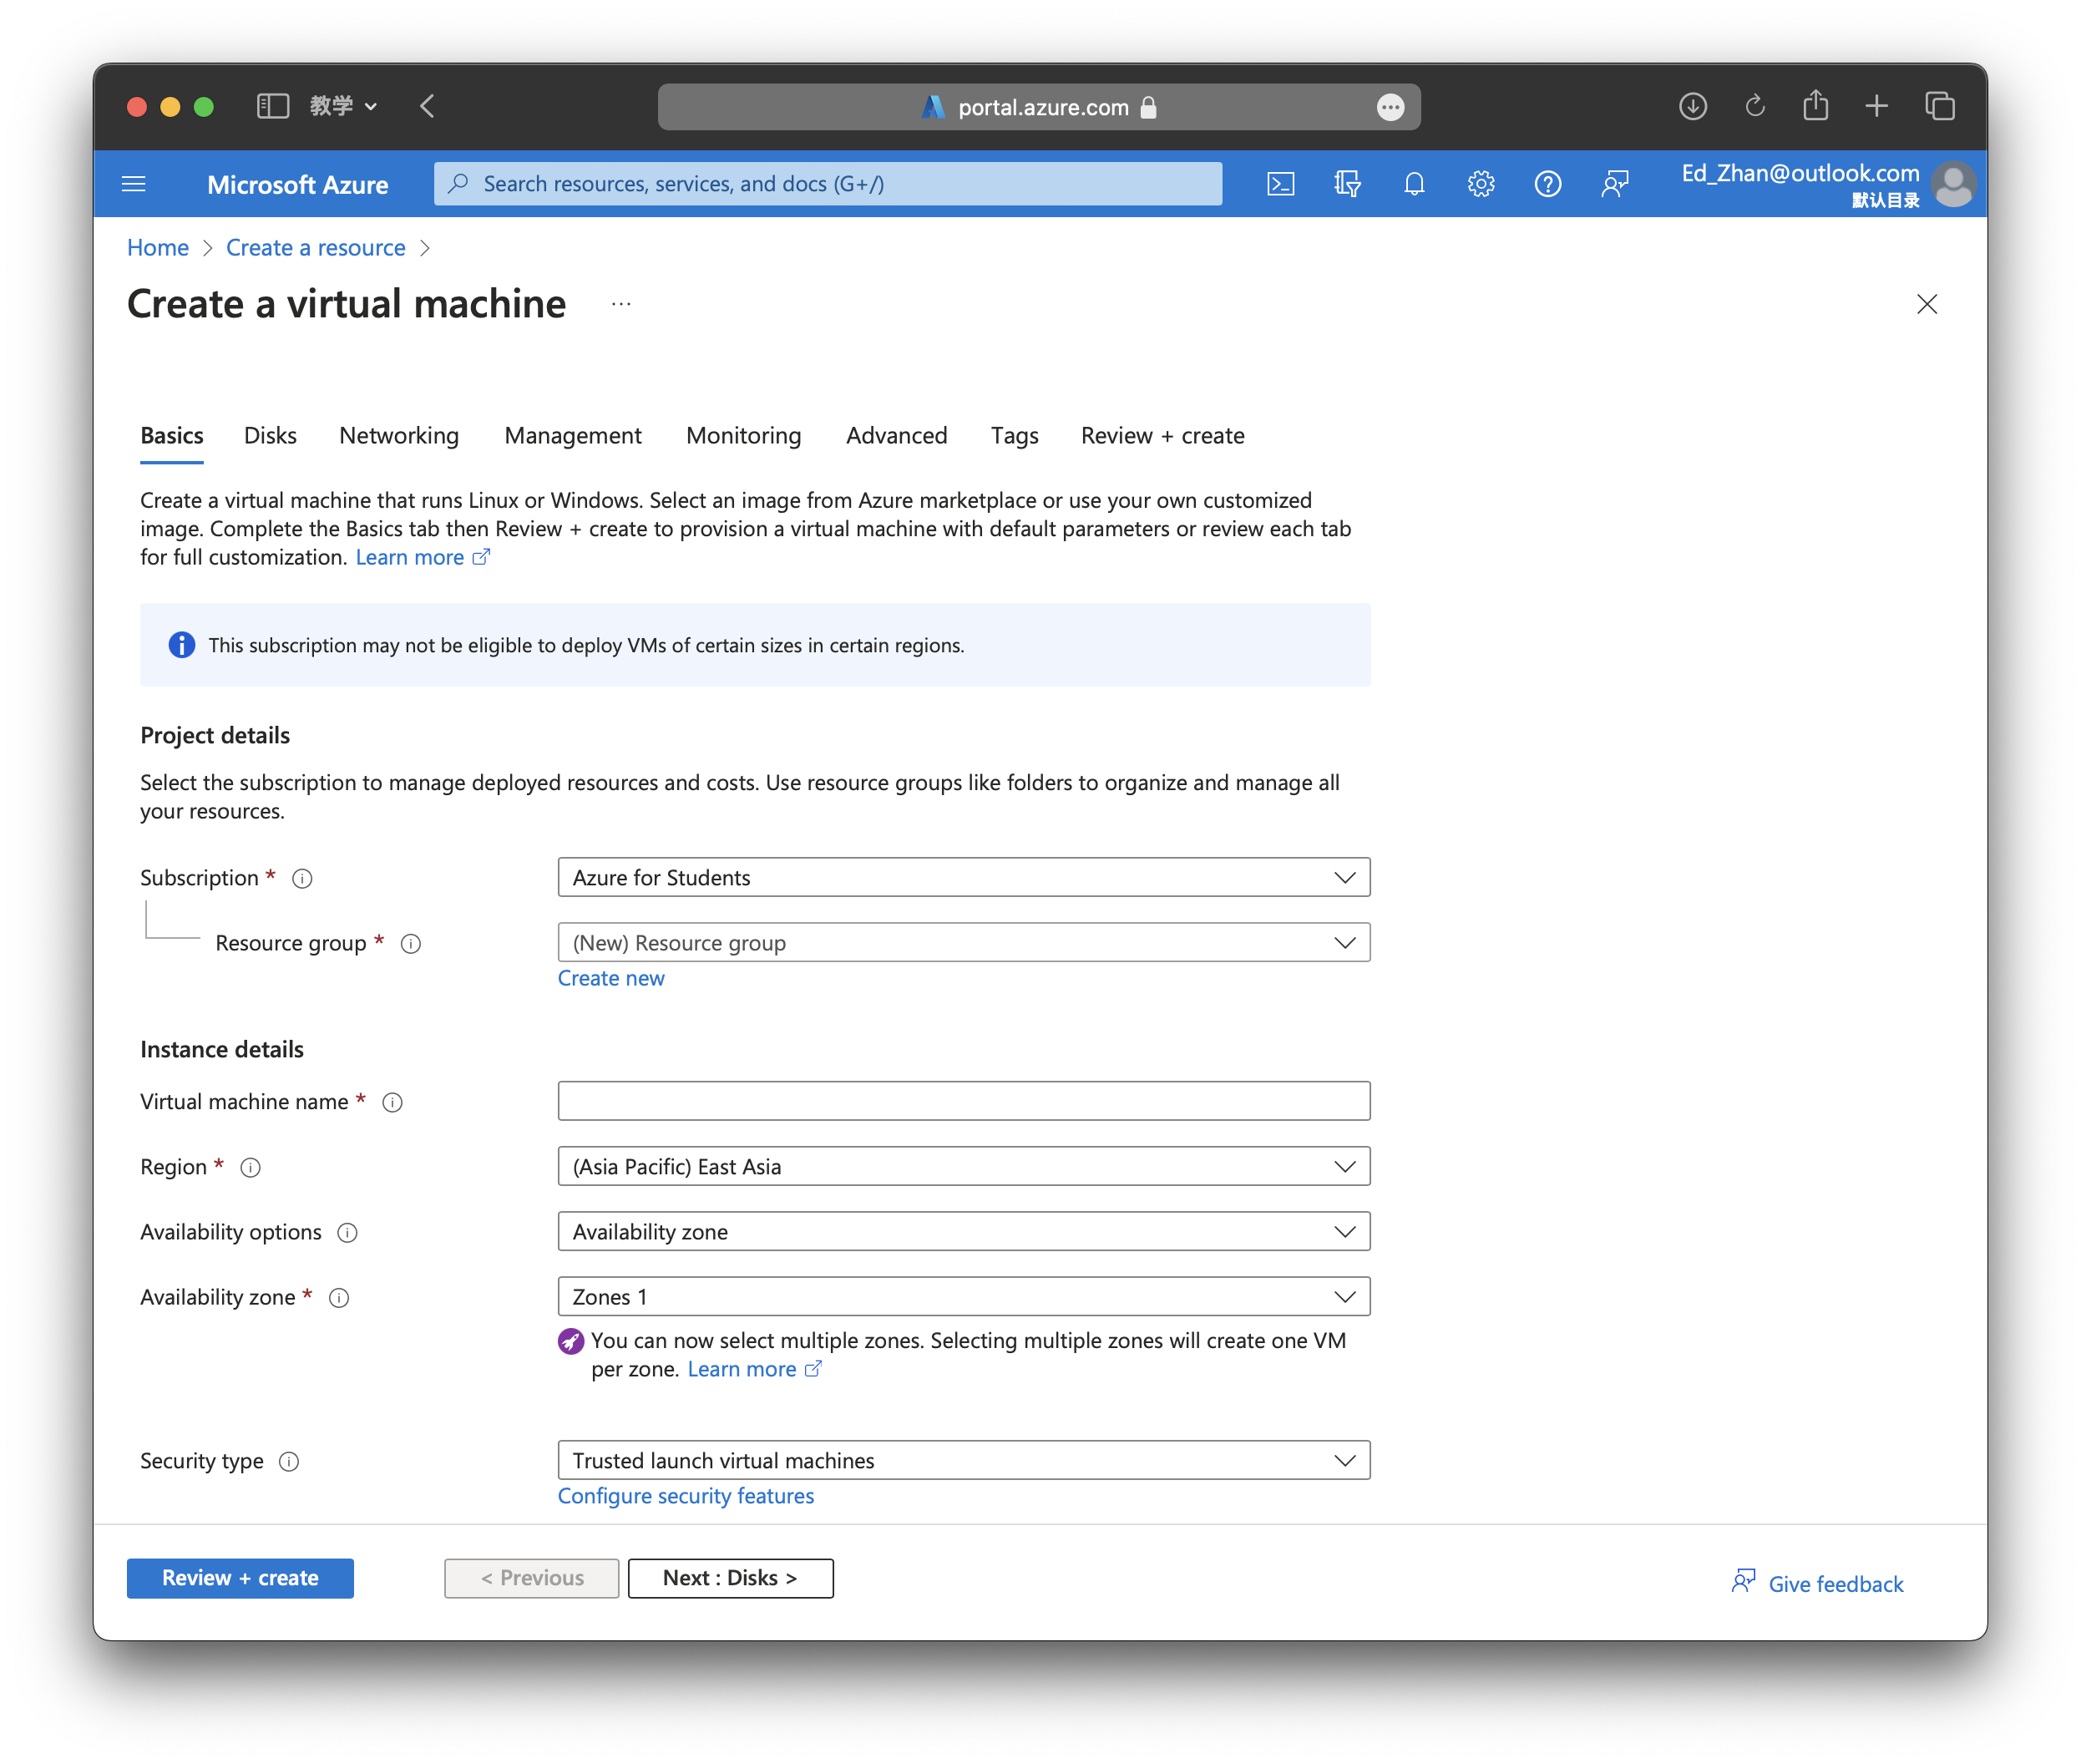 教学
portal.azure.com
Microsoft Azure
Search resources, services, and docs (G+/)
Ed_Zhan@outlook.com
默认目录
Home > Create a resource >
Create a virtual machine ...
Basics Disks Networking Management Monitoring Advanced Tags Review + create
Create a virtual machine that runs Linux or Windows. Select an image from Azure marketplace or use your own customized
image. Complete the Basics tab then Review + create to provision a virtual machine with default parameters or review each tab
for full customization. Learn more
This subscription may not be eligible to deploy VMs of certain sizes in certain regions.
Project details
Select the subscription to manage deployed resources and costs. Use resource groups like folders to organize and manage all
your resources.
Subscription * Azure for Students
Resource group * (New) Resource group
Create new
Instance details
Virtual machine name *
Region * (Asia Pacific) East Asia
Availability options Availability zone
Availability zone * Zones 1
You can now select multiple zones. Selecting multiple zones will create one VM
per zone. Learn more
Security type Trusted launch virtual machines
Configure security features
Review + create < Previous Next : Disks > Give feedback